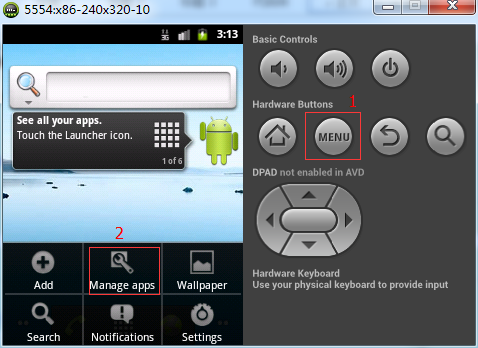 5554:x86-240x320-10
3G
3:13
See all your apps.
Touch the Launcher icon.
1 of 6
2
Add
Manage apps
Wallpaper
Search
Notifications
Settings
Basic Controls
Hardware Buttons
1
MENU
DPAD not enabled in AVD
Hardware Keyboard
Use your physical keyboard to provide input